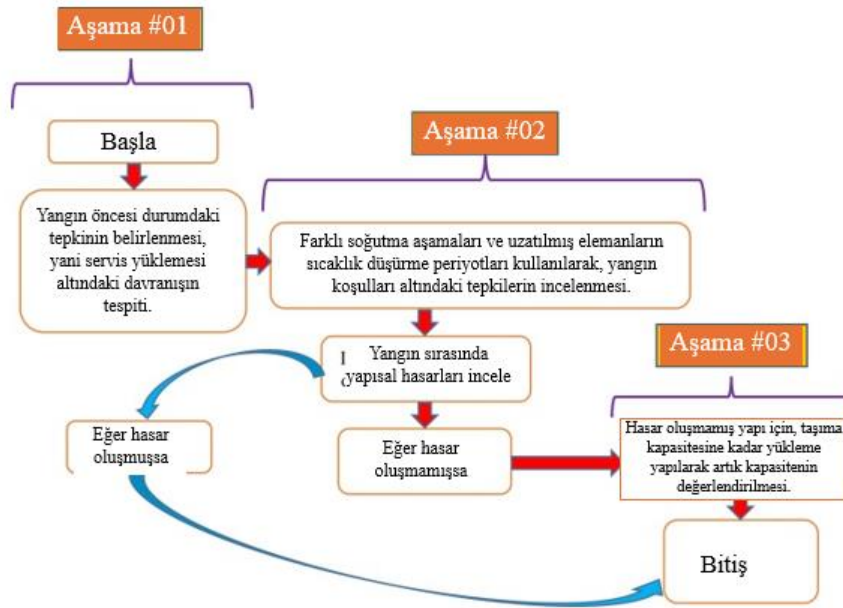 Aşama #01
Başla
Yangın öncesi durumdaki
tepkinin belirlenmesi,
yani servis yüklemesi
altındaki davranışın
tespiti.
Aşama #02
Farklı soğutma aşamaları ve uzatılmış elemanların
sıcaklık düşürme periyotları kullanılarak, yangın
koşulları altındaki tepkilerin incelenmesi.
Yangın sırasında
yapısal hasarları incele
Eğer hasar
oluşmuşsa
Eğer hasar
oluşmamışsa
Aşama #03
Hasar oluşmamış yapı için, taşıma
kapasitesine kadar yükleme
yapılarak artık kapasitenin
değerlendirilmesi.
Bitiş